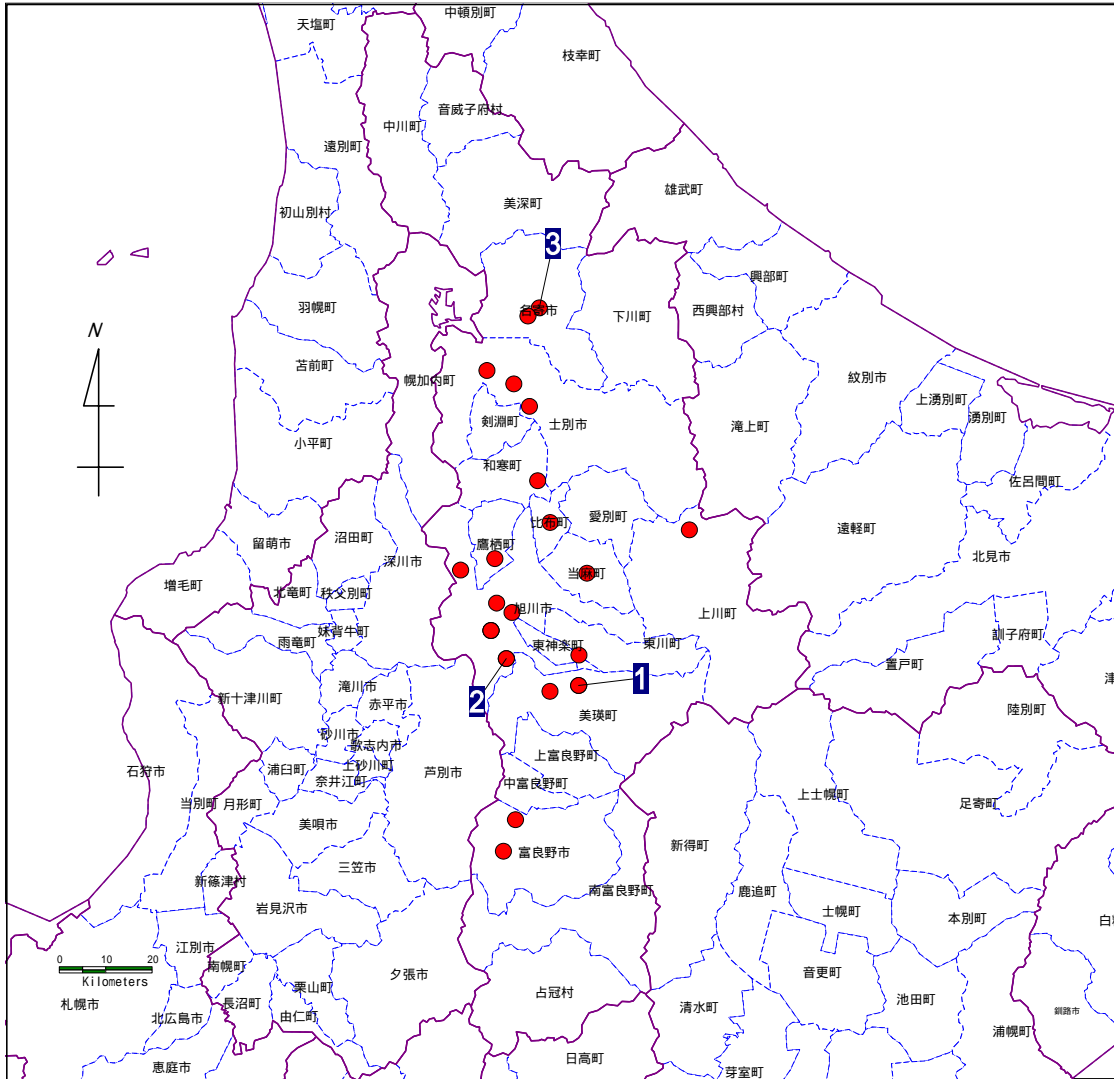 中頓別町
天塩町
枝幸町
音威子府村
中川町
遠別町
雄武町
美深町
初山別村
3
興部町
羽幌町
名寄市
下川町
西興部村
N
苫前町
幌加内町
紋別市
上湧別町
湧別町
剣淵町
士別市
滝上町
小平町
和寒町
佐呂間町
愛別町
比布町
遠軽町
留萌市
沼田町
鷹栖町
北見市
深川市
増毛町
北竜町
秩父別町
当麻町
旭川市
上川町
妹背牛町
雨竜町
東神楽町
東川町
訓子府町
置戸町
1
津
滝川市
新十津川町
赤平市
2
美瑛町
陸別町
砂川市
歌志内市
上富良野町
上砂川町
石狩市
浦臼町
奈井江町
芦別市
中富良野町
上士幌町
当別町
月形町
足寄町
美唄市
新得町
富良野市
三笠市
新篠津村
鹿追町
南富良野町
岩見沢市
士幌町
本別町
白糠
江別市
0 10 20
Kilometers
南幌町
夕張市
音更町
栗山町
占冠村
池田町
札幌市
長沼町
清水町
北広島市
由仁町
釧路市
浦幌町
恵庭市
日高町
芽室町